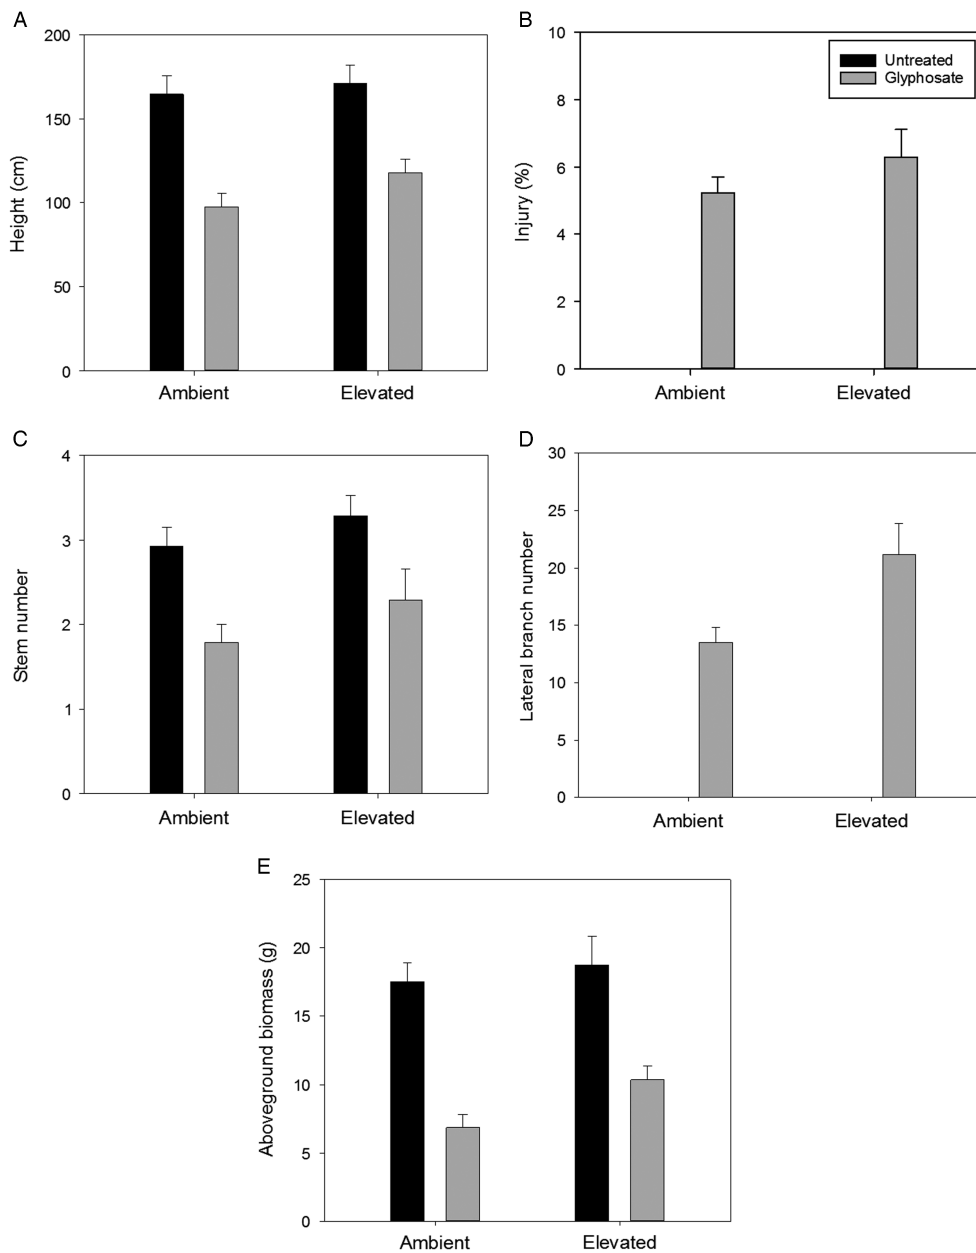 A
200
150
100
50
0
Height (cm)
Ambient
Elevated
B
10
8
6
4
2
0
Injury (%)
Untreated
Glyphosate
Ambient
Elevated
C
4
3
2
1
0
Stem number
Ambient
Elevated
D
30
25
20
15
10
5
0
Lateral branch number
Ambient
Elevated
E
25
20
15
10
5
0
Aboveground biomass (g)
Ambient
Elevated